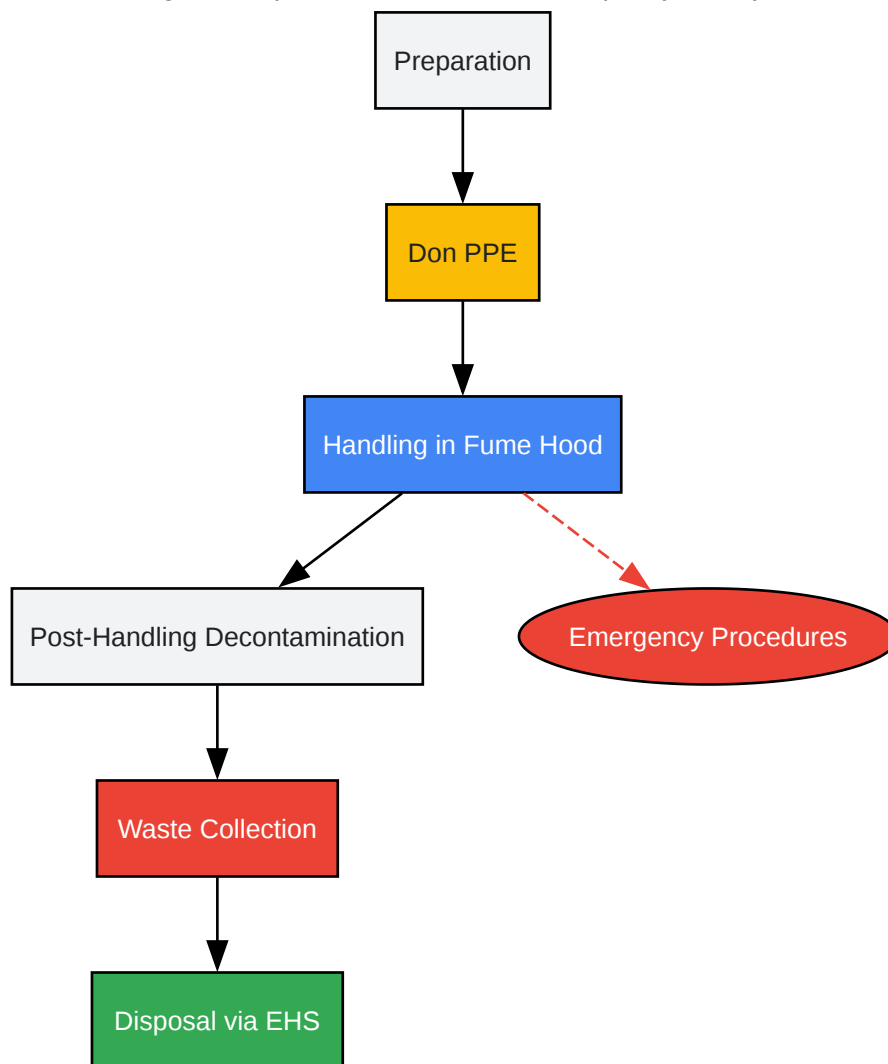 Preparation
Don PPE
Handling in Fume Hood
Post-Handling Decontamination
Emergency Procedures
Waste Collection
Disposal via EHS